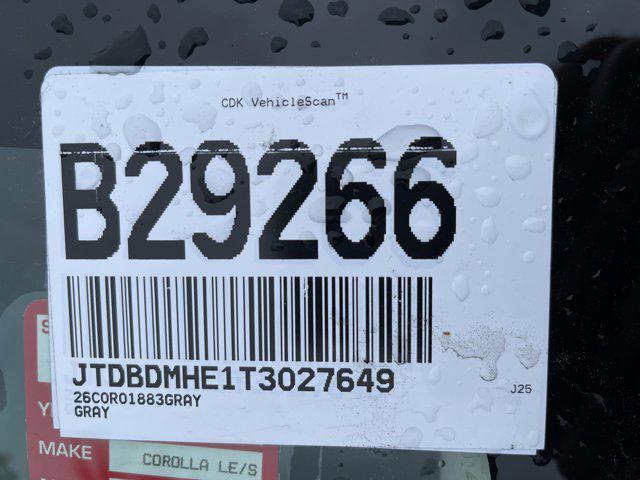 CDK VehicleScan™
B29266
JTDBDMHE1T3027649
26COR01883GRAY
GRAY
J25
MAKE
COROLLA LE/S